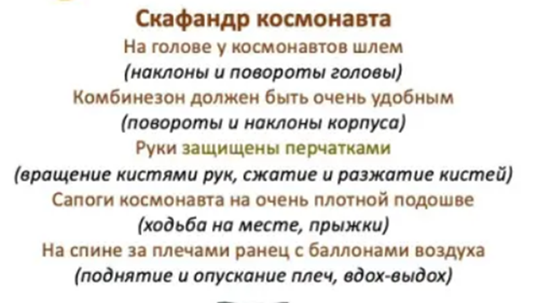 Скафандр космонавта
На голове у космонавтов шлем
(наклоны и повороты головы)
Комбинезон должен быть очень удобным
(повороты и наклоны корпуса)
Руки защищены перчатками
(вращение кистями рук, сжатие и разжатие кистей)
Сапоги космонавта на очень плотной подошве
(ходьба на месте, прыжки)
На спине за плечами ранец с баллонами воздуха
(поднятие и опускание плеч, вдох-выдох)